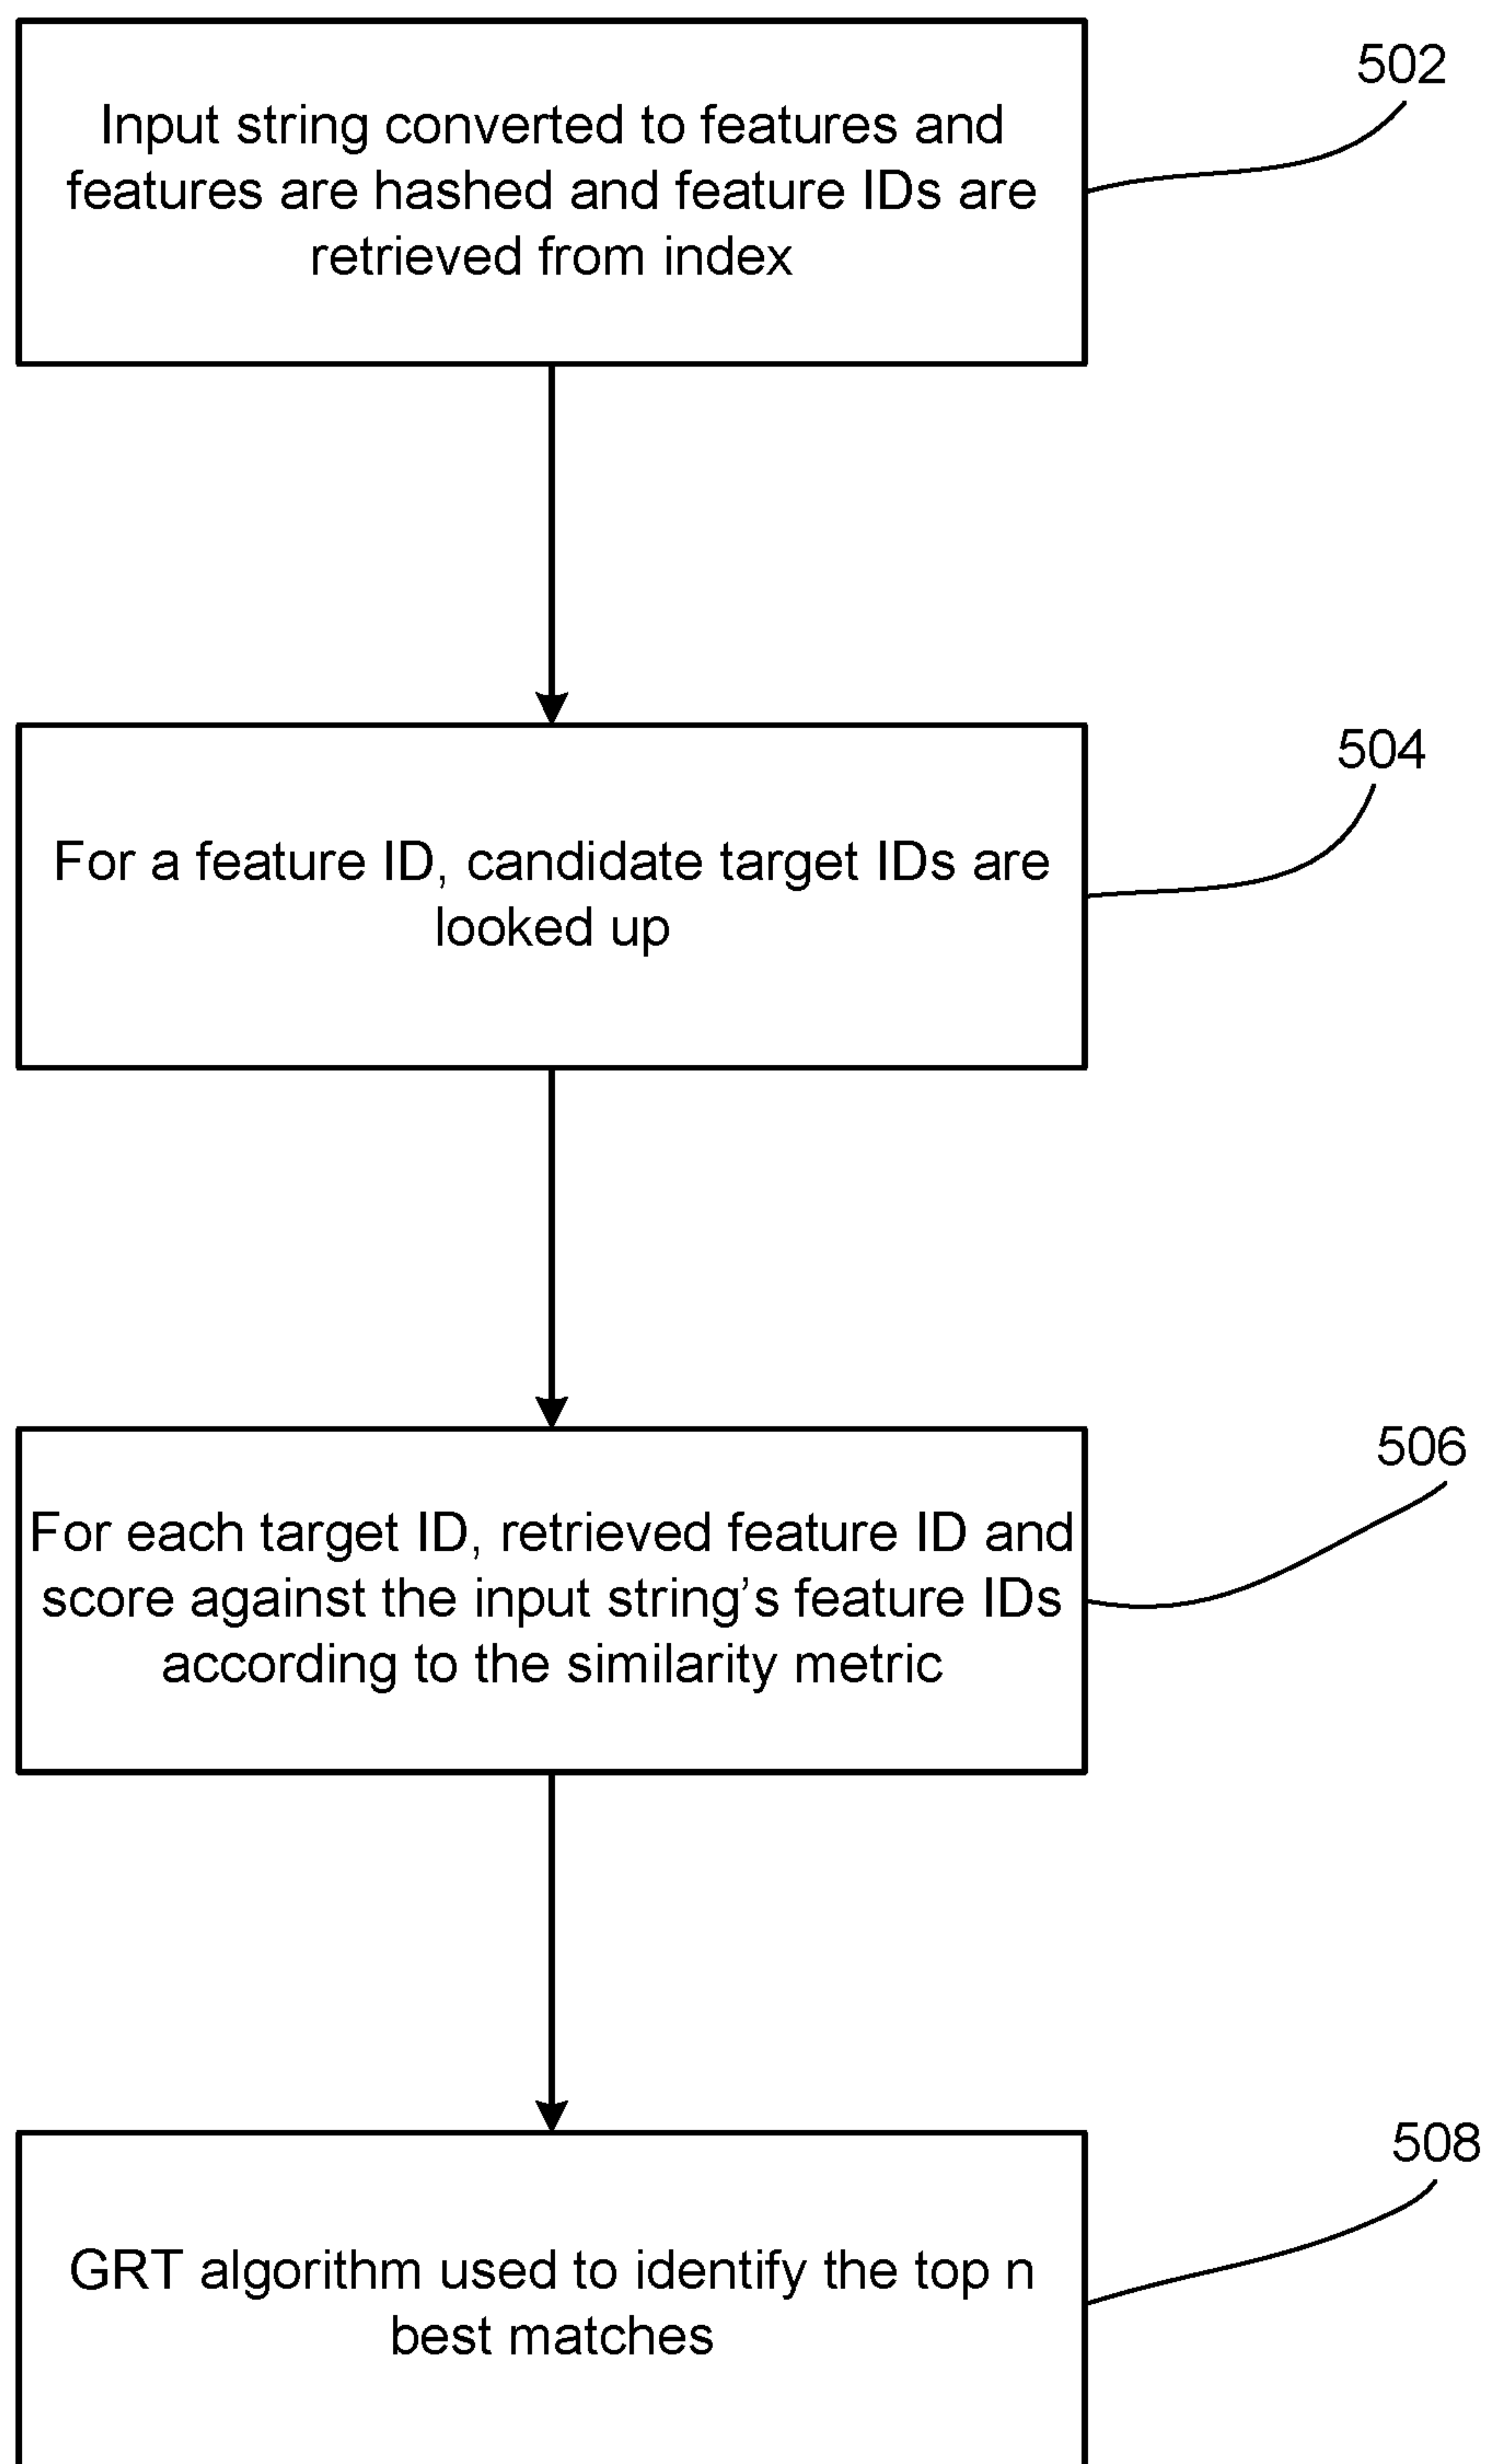 502
Input string converted to features and
features are hashed and feature IDs are
retrieved from index
504
For a feature ID, candidate target IDs are
looked up
506
For each target ID, retrieved feature ID and
score against the input string's feature IDs
according to the similarity metric
508
GRT algorithm used to identify the top n
best matches